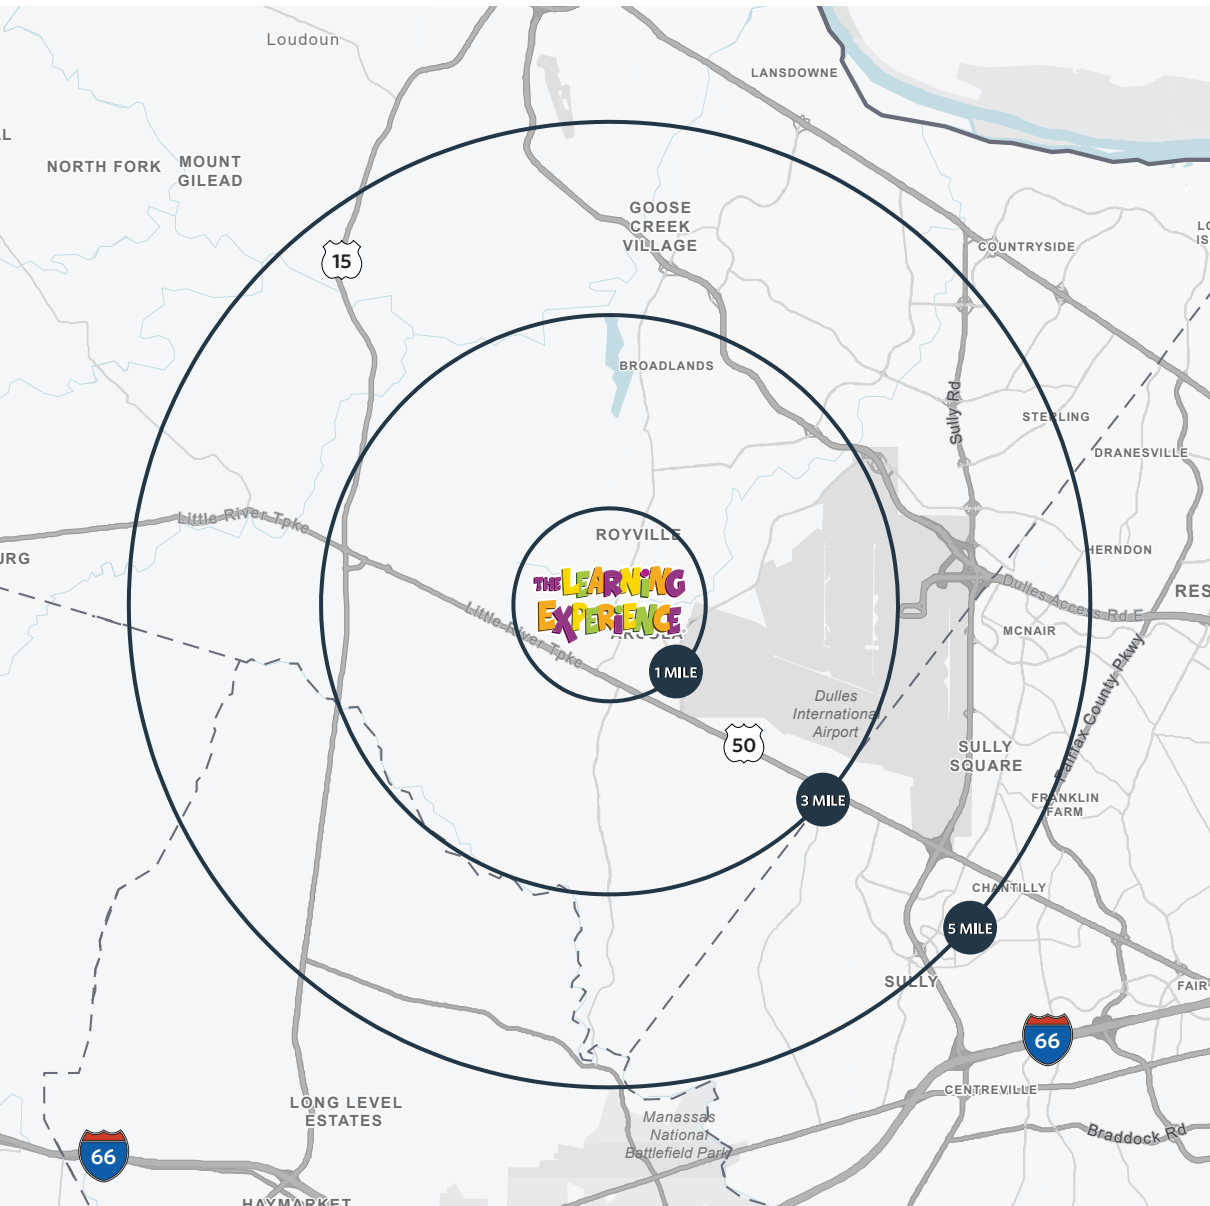 Loudoun
LANSDOWNE
NORTH FORK
MOUNT
GILEAD
GOOSE
CREEK
VILLAGE
COUNTRYSIDE
15
BROADLANDS
Sully Rd
STERLING
DRANESVILLE
Little River Tpke
ROYVILLE
HERNDON
THE LEARNING
EXPERIENCE
Dulles Access Rd E
Little River Tpke
ARCOLA
MCNAIR
1 MILE
Dulles
International
Airport
Fairfax County Pkwy
50
SULLY
SQUARE
3 MILE
FRANKLIN
FARM
CHANTILLY
5 MILE
SULLY
66
CENTREVILLE
LONG LEVEL
ESTATES
Manassas
National
Battlefield Park
Braddock Rd
66
HAYMARKET